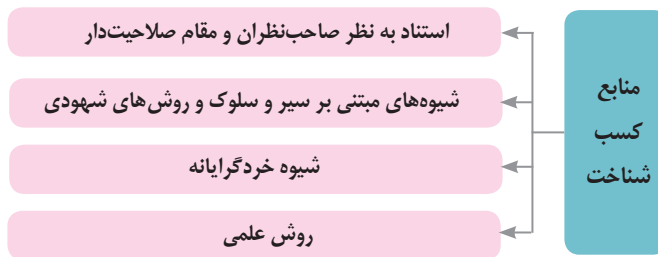 منابع
کسب
شناخت
استناد به نظر صاحب‌نظران و مقام صلاحیت‌دار
شیوه‌های مبتنی بر سیر و سلوک و روش‌های شهودی
شیوه خردگرایانه
روش علمی